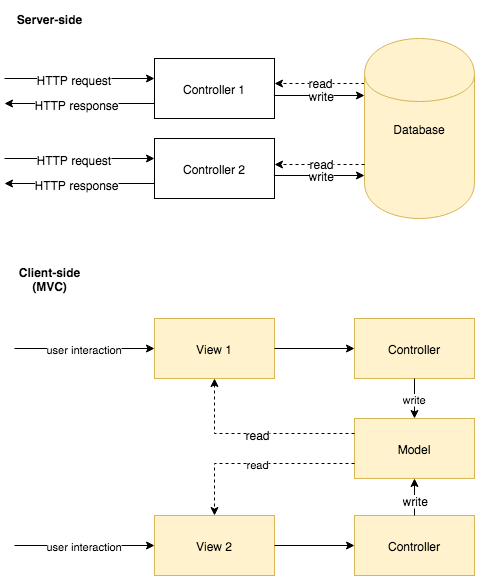 Server-side
HTTP request
HTTP response
Controller 1
read
write
Database
HTTP request
HTTP response
Controller 2
read
write
Client-side
(MVC)
user interaction
View 1
Controller
write
read
Model
read
write
user interaction
View 2
Controller